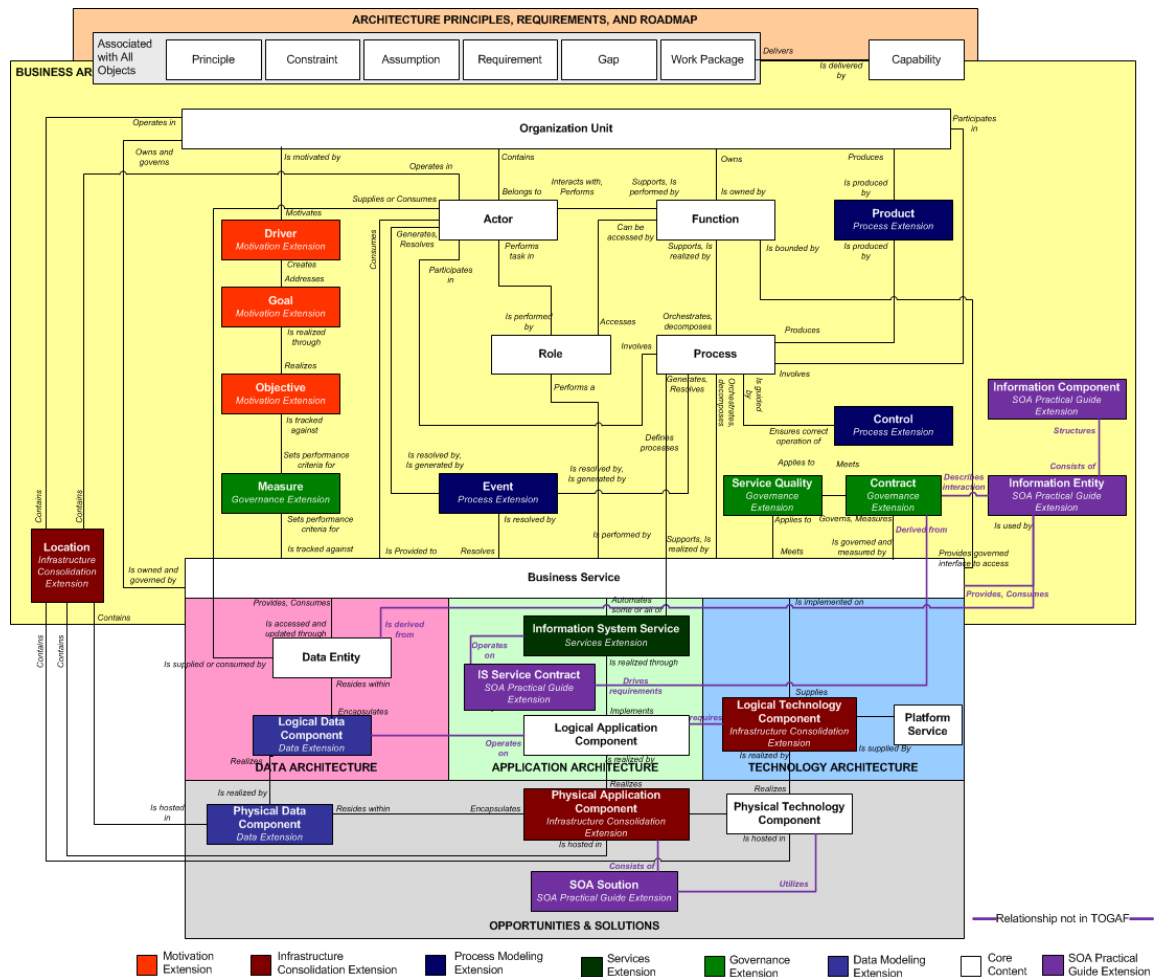 ARCHITECTURE PRINCIPLES, REQUIREMENTS, AND ROADMAP
Associated
with All
Objects
Principle
Constraint
Assumption
Requirement
Gap
Work Package
Delivers
Is delivered
by
Capability
BUSINESS AR
Operates in
Organization Unit
Participates
in
Owns and
governs
Is motivated by
Operates in
Contains
Owns
Produces
Supplies or Consumes
Belongs to
Interacts with,
Performs
Supports, Is
performed by
Is owned by
Is produced by
Motivates
Driver
Motivation Extension
Actor
Function
Product
Process Extension
Consumes
Generates,
Resolves
Performs
task in
Can be
accessed by
Supports, Is
realized by
Is bounded by
Is produced by
Creates
Addresses
Participates
in
Goal
Motivation Extension
Is realized
through
Is performed
by
Accesses
Orchestrates,
decomposes
Produces
Role
Involves
Process
Realizes
Involves
Objective
Motivation Extension
Performs a
Generates,
Resolves
Orchestrates,
decomposes
Is guided
by
Information Component
SOA Practical Guide
Extension
Is tracked
against
Ensures correct
operation of
Control
Process Extension
Structures
Defines
processes
Sets performance
criteria for
Is resolved by,
Is generated by
Is resolved by,
Is generated by
Applies to
Meets
Consists of
Measure
Governance Extension
Event
Process Extension
Service Quality
Governance
Extension
Contract
Governance
Extension
Describes
interaction
Information Entity
SOA Practical Guide
Extension
Contains
Contains
Sets performance
criteria for
Is resolved by
Applies to
Governs, Measures
Derived from
Is used by
Location
Infrastructure
Consolidation
Extension
Is tracked against
Is Provided to
Resolves
Is performed by
Supports, Is
realized by
Meets
Is governed and
measured by
Provides governed
interface to access
Is owned and
governed by
Business Service
Provides, Consumes
Contains
Contains
Contains
Provides, Consumes
Automates
some or all of
Is implemented on
Is accessed and
updated through
Is derived
from
Information System Service
Services Extension
Is supplied or consumed by
Data Entity
Operates
on
Is realized through
IS Service Contract
SOA Practical Guide
Extension
Drives
requirements
Resides within
Supplies
Encapsulates
Implements
requires
Logical Data
Component
Data Extension
Operates
on
Logical Application
Component
Logical Technology
Component
Infrastructure Consolidation
Extension
Platform
Service
Is supplied By
Realizes
Is realized by
Is realized by
DATA ARCHITECTURE
APPLICATION ARCHITECTURE
TECHNOLOGY ARCHITECTURE
Is realized by
Realizes
Realizes
Is hosted
in
Physical Data
Component
Data Extension
Resides within
Encapsulates
Physical Application
Component
Infrastructure Consolidation
Extension
Physical Technology
Component
Is hosted in
Is hosted in
Consists of
SOA Soution
SOA Practical Guide Extension
Utilizes
OPPORTUNITIES & SOLUTIONS
Relationship not in TOGAF
Motivation
Extension
Infrastructure
Consolidation Extension
Process Modeling
Extension
Services
Extension
Governance
Extension
Data Modeling
Extension
Core
Content
SOA Practical
Guide Extension